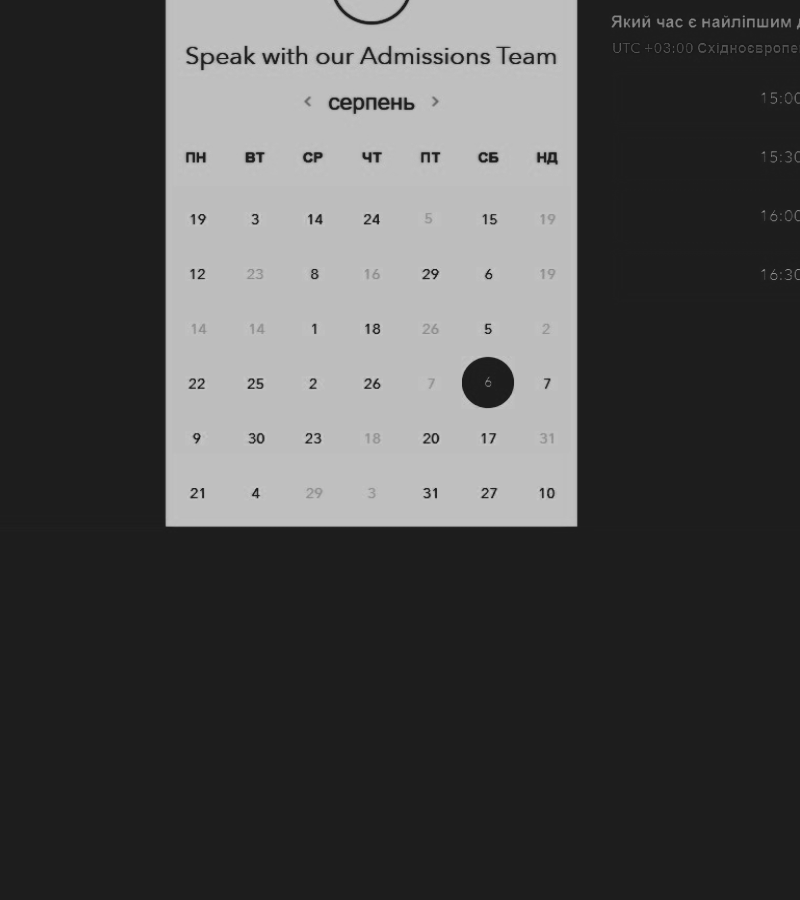 Speak with our Admissions Team
< серпень >
ПН ВТ СР ЧТ ПТ СБ НД
19 3 14 24 5 15 19
12 23 8 16 29 6 19
14 14 1 18 26 5 2
22 25 2 26 7 6 7
9 30 23 18 20 17 31
21 4 29 3 31 27 10
Який час є найліпшим
UTC +03:00
15:00
15:30
16:00
16:30